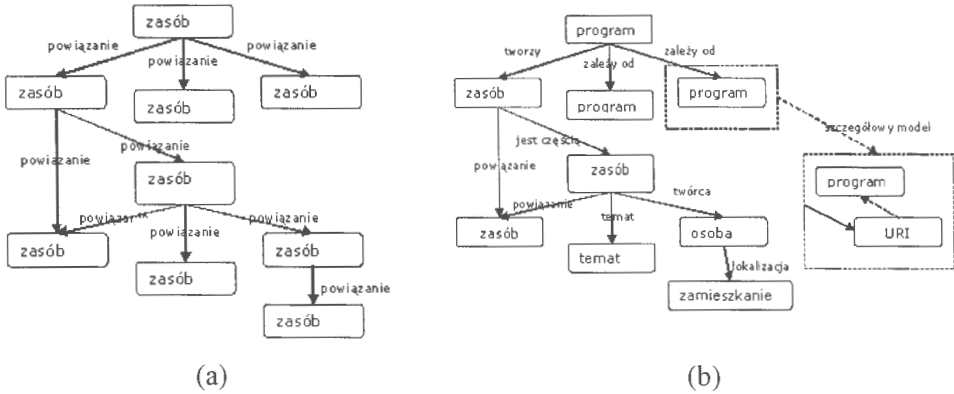 zasób
powiązanie
powiązanie
powiązanie
zasób
zasób
zasób
powiązanie
powiązanie
zasób
powiązanie
powiązanie
zasób
zasób
zasób
powiązanie
zasób
(a)
program
tworzy
zależy od
zależy od
zasób
program
program
szczegółowy model
jest częścią
powiązanie
zasób
twórca
powiązanie
temat
zasób
osoba
temat
lokalizacja
zamieszkanie
program
URI
(b)